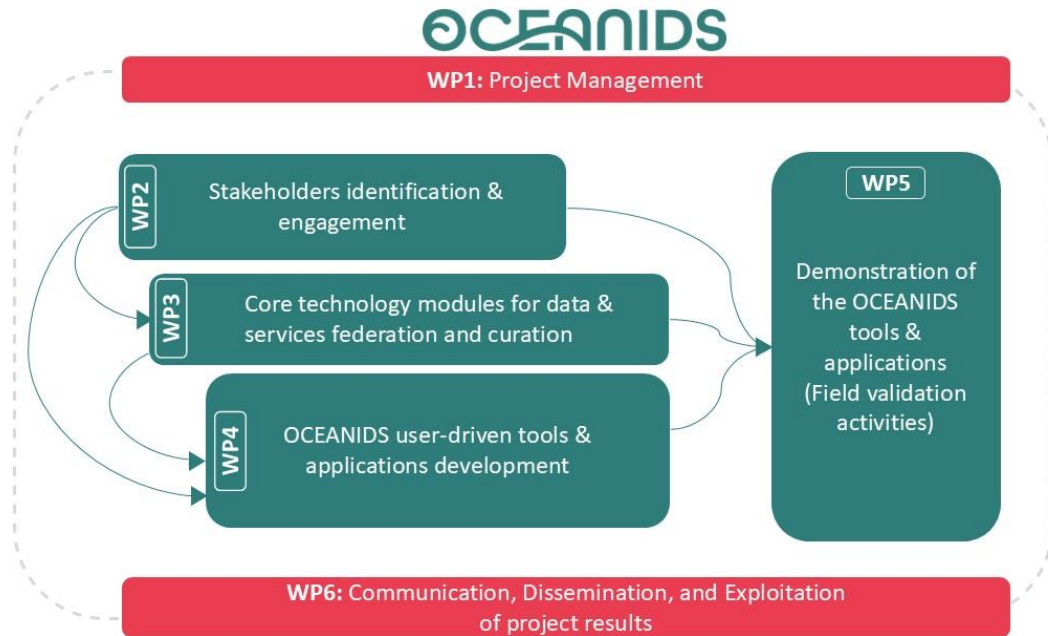 OCEANIDS
WP1: Project Management
WP2
Stakeholders identification &
engagement
WP3
Core technology modules for data &
services federation and curation
WP4
OCEANIDS user-driven tools &
applications development
WP5
Demonstration of
the OCEANIDS
tools &
applications
(Field validation
activities)
WP6: Communication, Dissemination, and Exploitation
of project results